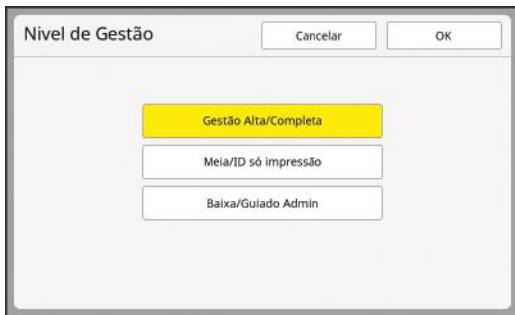 Nivel de Gestão
Cancelar
OK
Gestão Alta/Completa
Meia/ID só impressão
Baixa/Guiado Admin